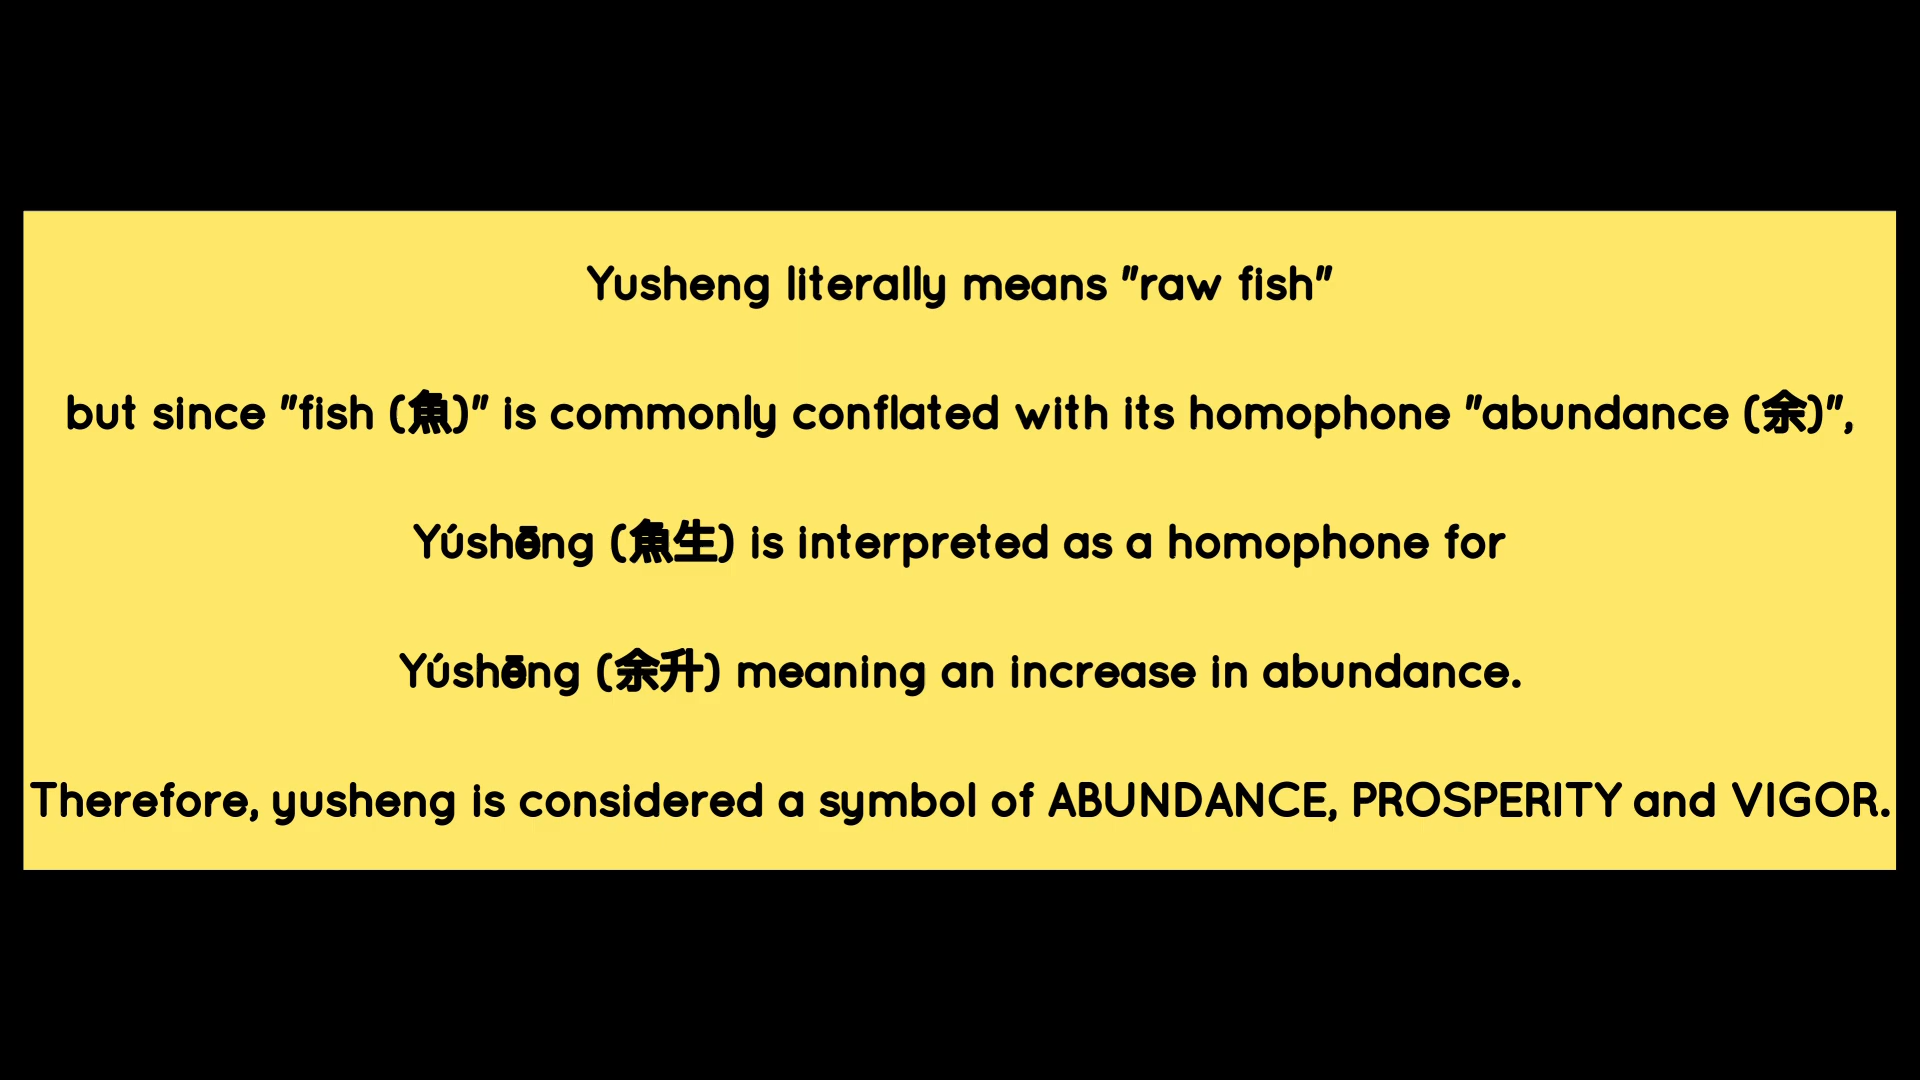 Yusheng literally means "raw fish"
but since "fish (魚)" is commonly conflated with its homophone "abundance (余)",
Yúshēng (魚生) is interpreted as a homophone for
Yúshēng (余升) meaning an increase in abundance.
Therefore, yusheng is considered a symbol of ABUNDANCE, PROSPERITY and VIGOR.